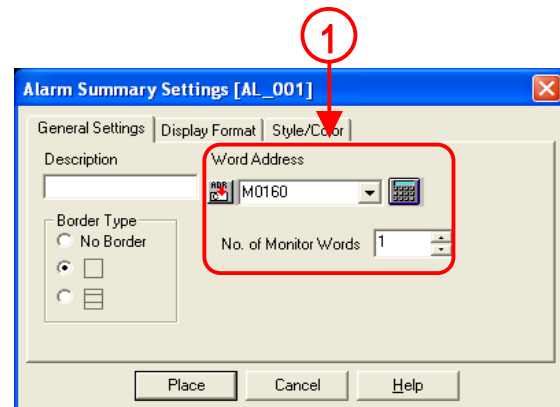 1
Alarm Summary Settings [AL_001]
General Settings Display Format Style/Color
Description Word Address
ADR M0160
Border Type
No Border No. of Monitor Words 1
Place Cancel Help